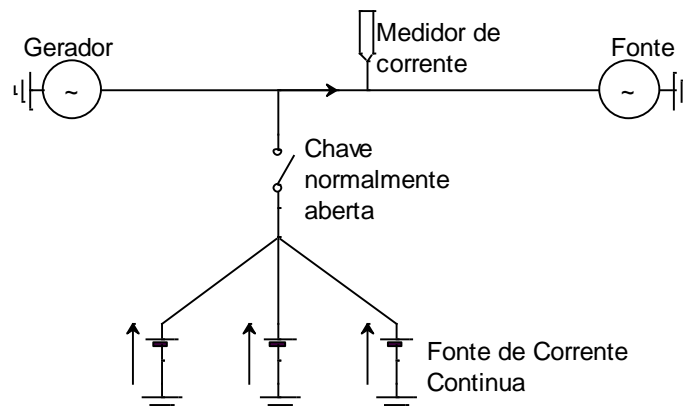 Gerador
Medidor de
corrente
Fonte
~
~
Chave
normalmente
aberta
Fonte de Corrente
Continua